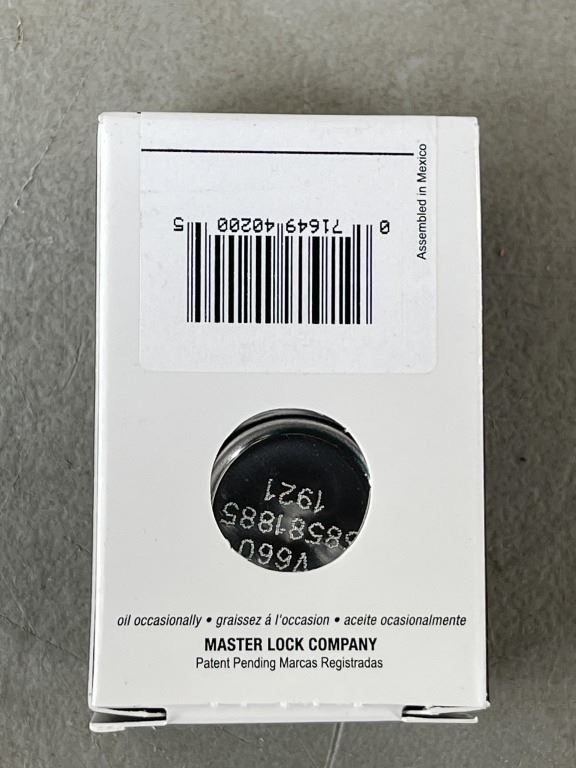 Assembled in Mexico
0 71649 40200 5
1921
oil occasionally • graissez á l'occasion • aceite ocasionalmente
MASTER LOCK COMPANY
Patent Pending Marcas Registradas